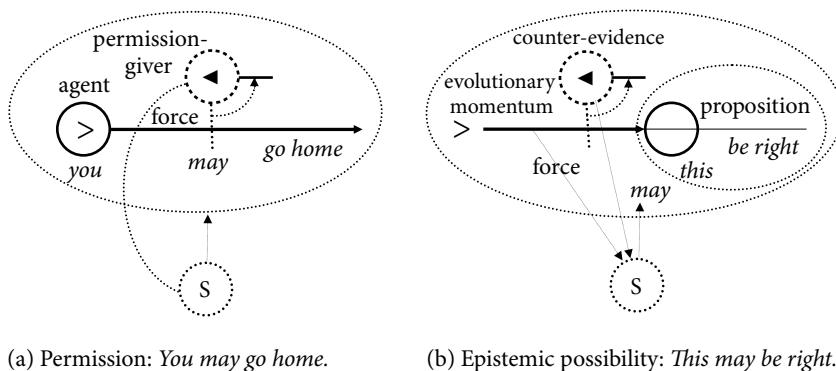 permission-
giver
agent
>
force
you
may
go home
S
(a) Permission: You may go home.
counter-evidence
evolutionary
momentum
>
proposition
be right
force
this
may
S
(b) Epistemic possibility: This may be right.